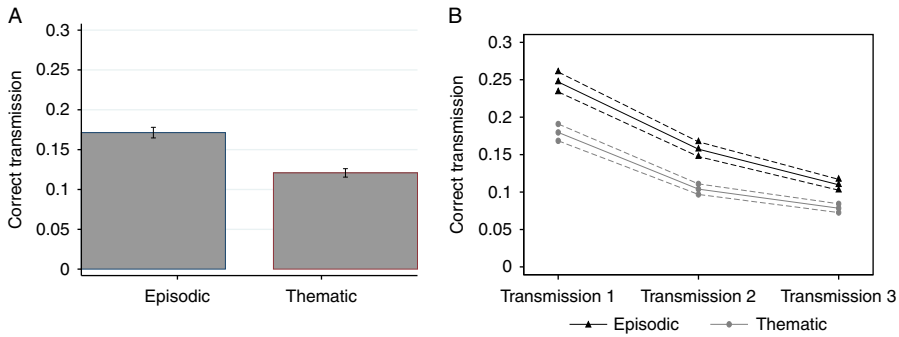 A
Correct transmission
0.3
0.25
0.2
0.15
0.1
0.05
0
Episodic Thematic
B
Correct transmission
0.3
0.25
0.2
0.15
0.1
0.05
0
Transmission 1 Transmission 2 Transmission 3
Episodic Thematic